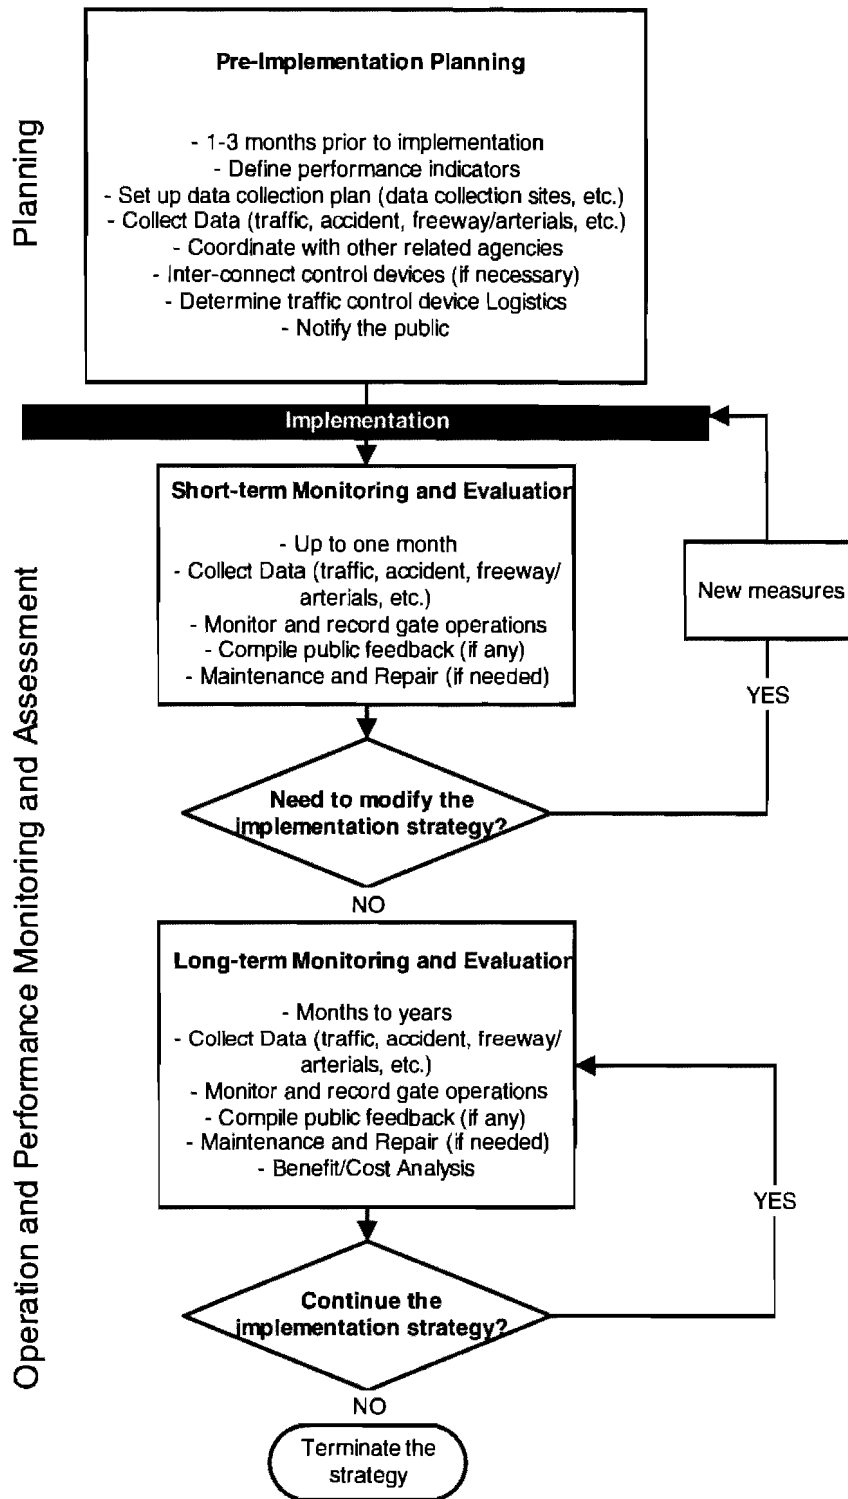 Planning
Pre-Implementation Planning
- 1-3 months prior to implementation
- Define performance indicators
- Set up data collection plan (data collection sites, etc.)
- Collect Data (traffic, accident, freeway/arterials, etc.)
- Coordinate with other related agencies
- Inter-connect control devices (if necessary)
- Determine traffic control device Logistics
- Notify the public
Implementation
Operation and Performance Monitoring and Assessment
Short-term Monitoring and Evaluation
- Up to one month
- Collect Data (traffic, accident, freeway/
arterials, etc.)
- Monitor and record gate operations
- Compile public feedback (if any)
- Maintenance and Repair (if needed)
New measures
YES
Need to modify the
implementation strategy?
NO
Long-term Monitoring and Evaluation
- Months to years
- Collect Data (traffic, accident, freeway/
arterials, etc.)
- Monitor and record gate operations
- Compile public feedback (if any)
- Maintenance and Repair (if needed)
- Benefit/Cost Analysis
YES
Continue the
implementation strategy?
NO
Terminate the
strategy